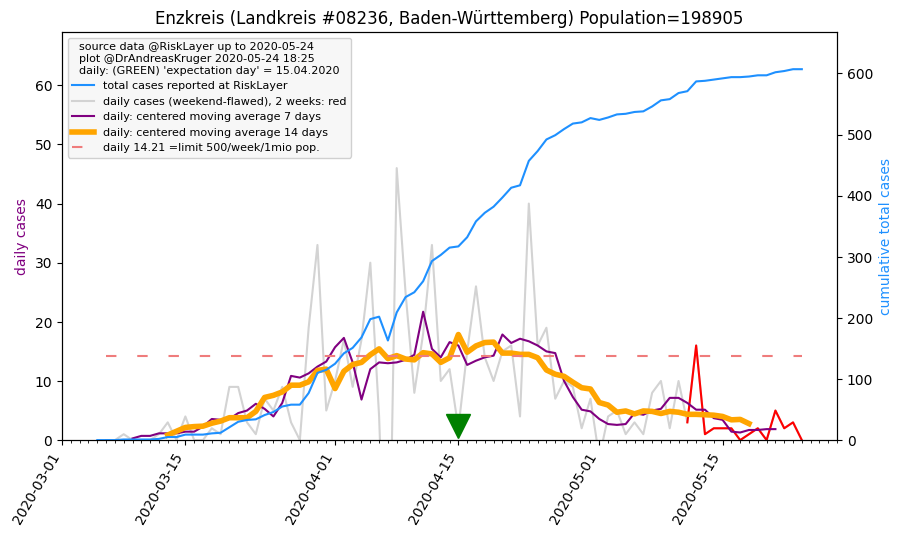 Enzkreis (Landkreis #08236, Baden-Württemberg) Population=198905
source data @RiskLayer up to 2020-05-24
plot @DrAndreasKruger 2020-05-24 18:25
daily: (GREEN) 'expectation day' = 15.04.2020
total cases reported at RiskLayer
daily cases (weekend-flawed), 2 weeks: red
daily: centered moving average 7 days
daily: centered moving average 14 days
daily 14.21 =limit 500/week/1mio pop.
daily cases
60
50
40
30
20
10
0
600
500
400
300
200
100
0
cumulative total cases
2020-03-01
2020-03-15
2020-04-01
2020-04-15
2020-05-01
2020-05-15